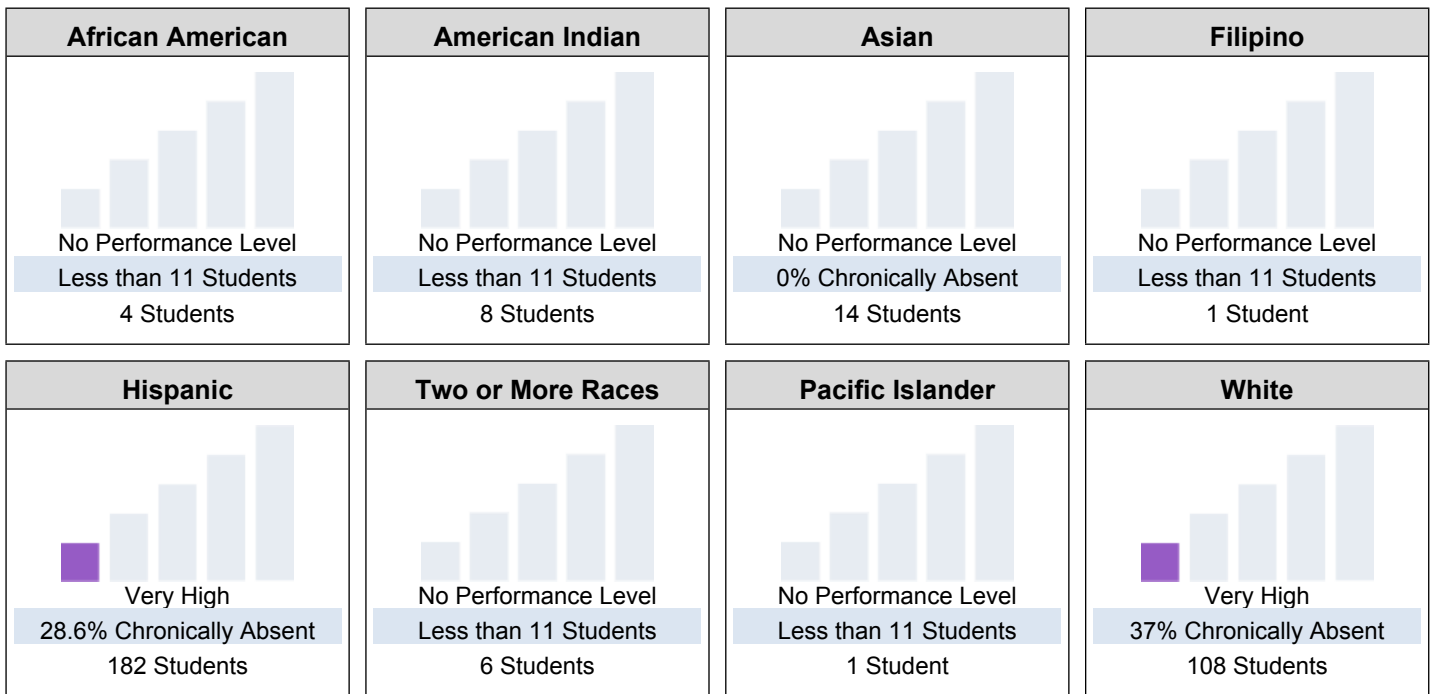 African American
No Performance Level
Less than 11 Students
4 Students
American Indian
No Performance Level
Less than 11 Students
8 Students
Asian
No Performance Level
0% Chronically Absent
14 Students
Filipino
No Performance Level
Less than 11 Students
1 Student
Hispanic
Very High
28.6% Chronically Absent
182 Students
Two or More Races
No Performance Level
Less than 11 Students
6 Students
Pacific Islander
No Performance Level
Less than 11 Students
1 Student
White
Very High
37% Chronically Absent
108 Students